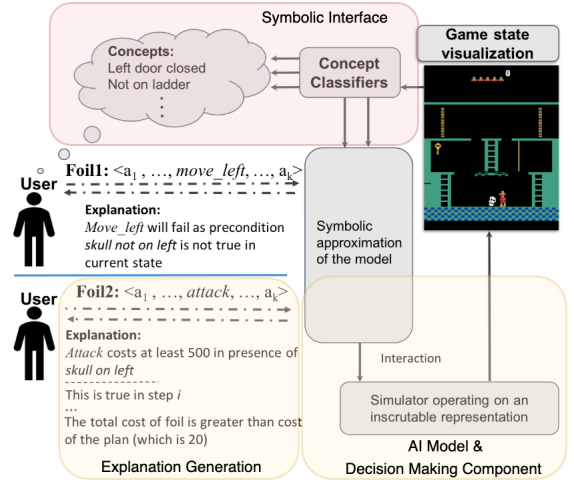 Symbolic Interface
Game state
visualization
Concepts:
Left door closed
Not on ladder
⋮
Concept
Classifiers
User
Foil1: <a₁ , …, move_left, …, aₖ>
Explanation:
Move_left will fail as precondition
skull not on left is not true in
current state
Symbolic
approximation
of the model
User
Foil2: <a₁ , …, attack, …, aₖ>
Explanation:
Attack costs at least 500 in presence of
skull on left
This is true in step i
...
The total cost of foil is greater than cost
of the plan (which is 20)
Explanation Generation
Interaction
Simulator operating on an
inscrutable representation
AI Model &
Decision Making Component